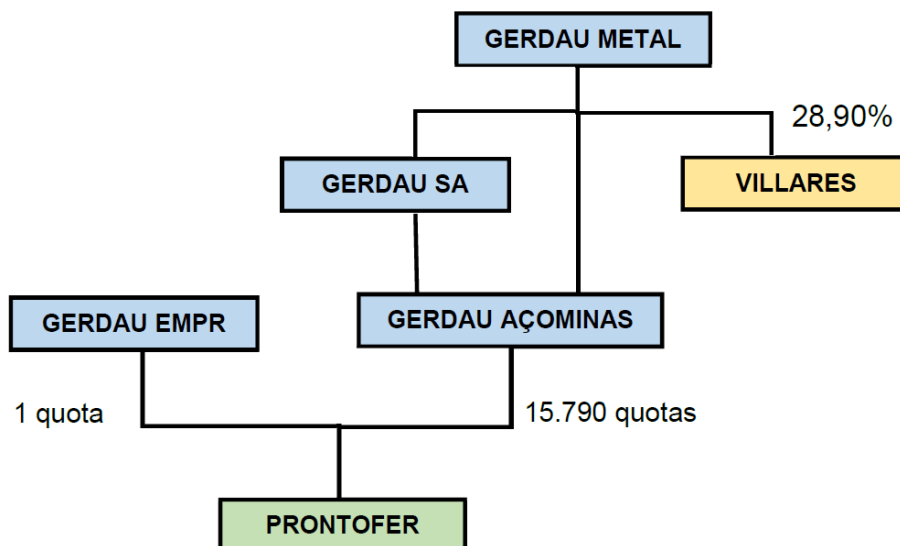 GERDAU METAL
28,90%
GERDAU SA
VILLARES
GERDAU EMPR
GERDAU AÇOMINAS
1 quota
15.790 quotas
PRONTOFER